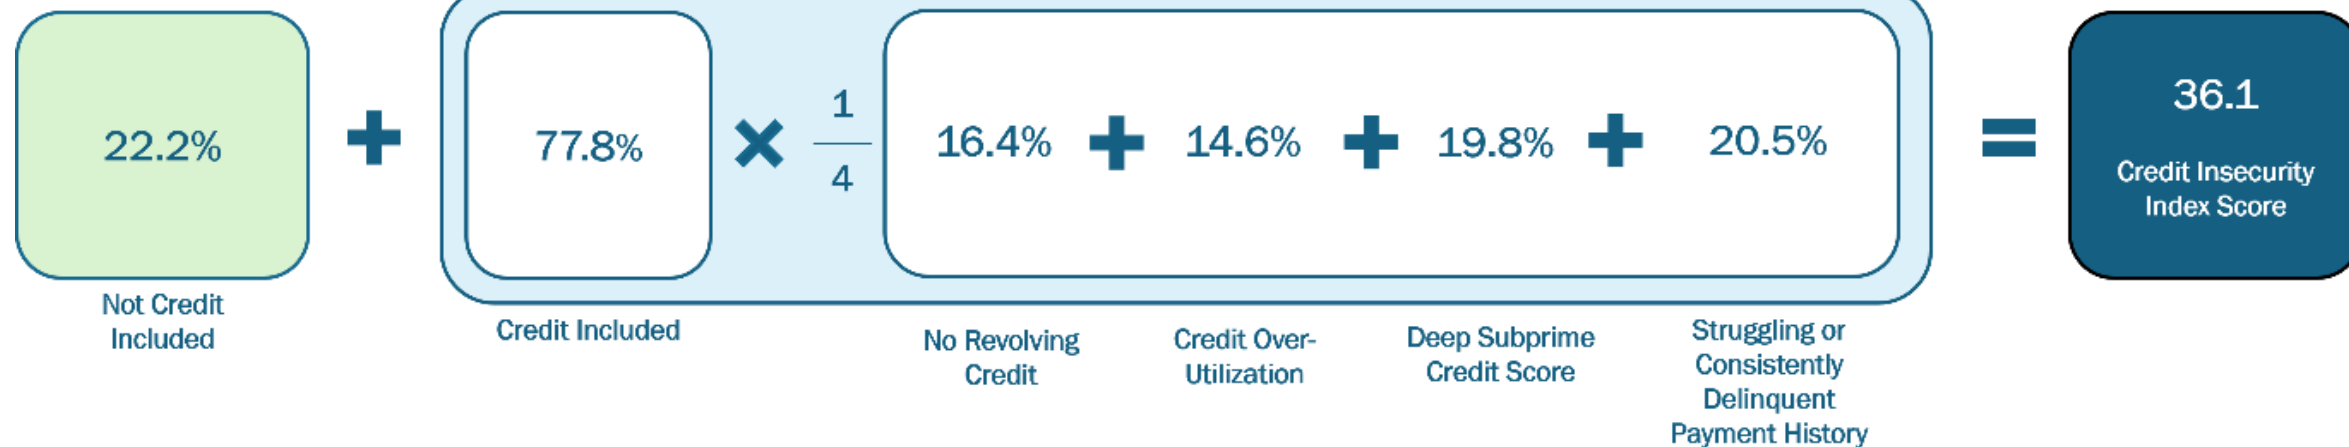 22.2%
+
77.8%
×
1
4
16.4% + 14.6% + 19.8% + 20.5%
=
36.1
Credit Insecurity
Index Score
Not Credit
Included
Credit Included
No Revolving
Credit
Credit Over-
Utilization
Deep Subprime
Credit Score
Struggling or
Consistently
Delinquent
Payment History